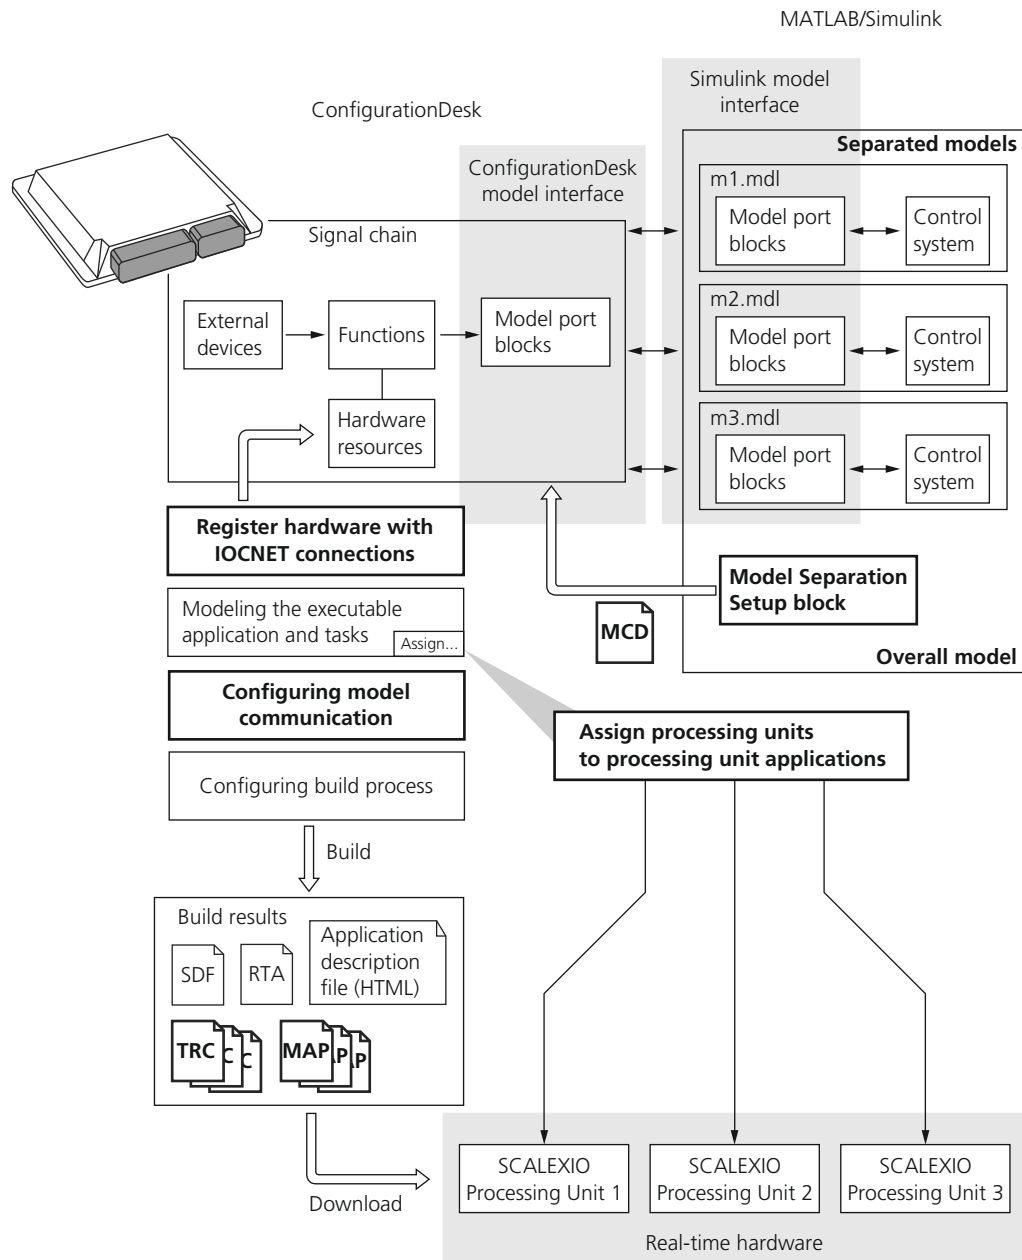 MATLAB/Simulink
ConfigurationDesk
Simulink model
interface
ConfigurationDesk
model interface
Separated models
Signal chain
m1.mdl
Model port
blocks
Control
system
External
devices
Functions
Model port
blocks
m2.mdl
Model port
blocks
Control
system
Hardware
resources
m3.mdl
Model port
blocks
Control
system
Register hardware with
IOCNET connections
Model Separation
Setup block
MCD
Modeling the executable
application and tasks
Assign...
Overall model
Configuring model
communication
Assign processing units
to processing unit applications
Configuring build process
Build
Build results
SDF
RTA
Application
description
file (HTML)
TRC
C
C
MAP
AP
AP
Download
SCALEXIO
Processing Unit 1
SCALEXIO
Processing Unit 2
SCALEXIO
Processing Unit 3
Real-time hardware